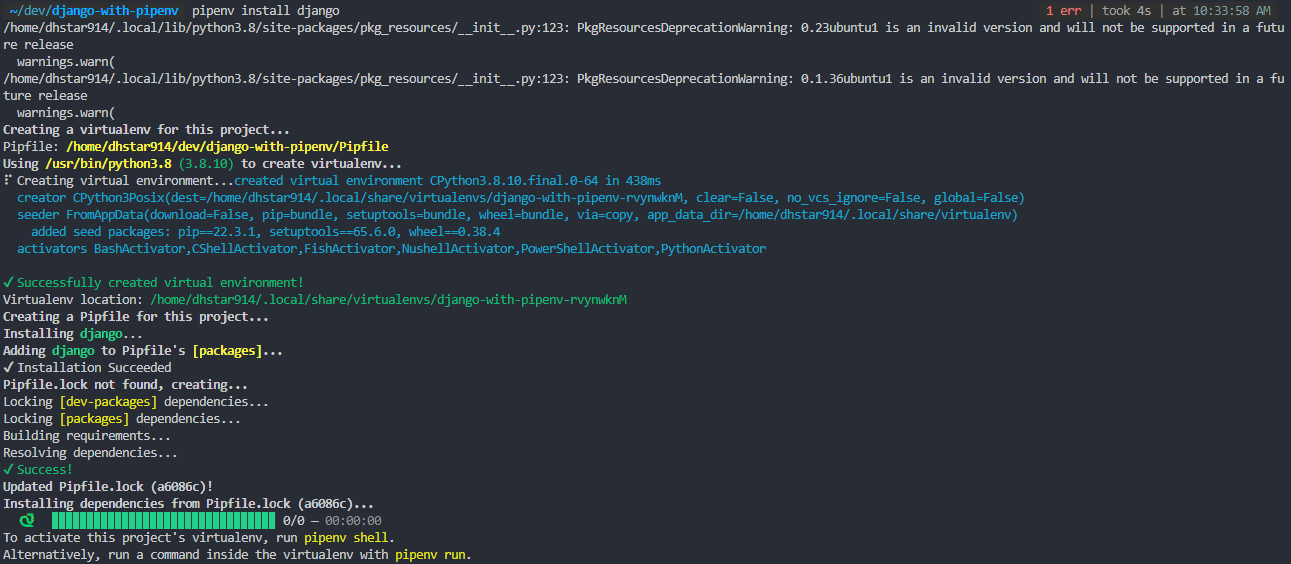 ~/dev/django-with-pipenv pipenv install django 1 err | took 4s | at 10:33:58 AM
/home/dhstar914/.local/lib/python3.8/site-packages/pkg_resources/__init__.py:123: PkgResourcesDeprecationWarning: 0.23ubuntu1 is an invalid version and will not be supported in a futu
re release
  warnings.warn(
/home/dhstar914/.local/lib/python3.8/site-packages/pkg_resources/__init__.py:123: PkgResourcesDeprecationWarning: 0.1.36ubuntu1 is an invalid version and will not be supported in a fu
ture release
  warnings.warn(
Creating a virtualenv for this project...
Pipfile: /home/dhstar914/dev/django-with-pipenv/Pipfile
Using /usr/bin/python3.8 (3.8.10) to create virtualenv...
⠏ Creating virtual environment...created virtual environment CPython3.8.10.final.0-64 in 438ms
  creator CPython3Posix(dest=/home/dhstar914/.local/share/virtualenvs/django-with-pipenv-rvynwknM, clear=False, no_vcs_ignore=False, global=False)
  seeder FromAppData(download=False, pip=bundle, setuptools=bundle, wheel=bundle, via=copy, app_data_dir=/home/dhstar914/.local/share/virtualenv)
    added seed packages: pip==22.3.1, setuptools==65.6.0, wheel==0.38.4
  activators BashActivator,CShellActivator,FishActivator,NushellActivator,PowerShellActivator,PythonActivator
✔ Successfully created virtual environment!
Virtualenv location: /home/dhstar914/.local/share/virtualenvs/django-with-pipenv-rvynwknM
Creating a Pipfile for this project...
Installing django...
Adding django to Pipfile's [packages]...
✔ Installation Succeeded
Pipfile.lock not found, creating...
Locking [dev-packages] dependencies...
Locking [packages] dependencies...
Building requirements...
Resolving dependencies...
✔ Success!
Updated Pipfile.lock (a6086c)!
Installing dependencies from Pipfile.lock (a6086c)...
0/0 — 00:00:00
To activate this project's virtualenv, run pipenv shell.
Alternatively, run a command inside the virtualenv with pipenv run.